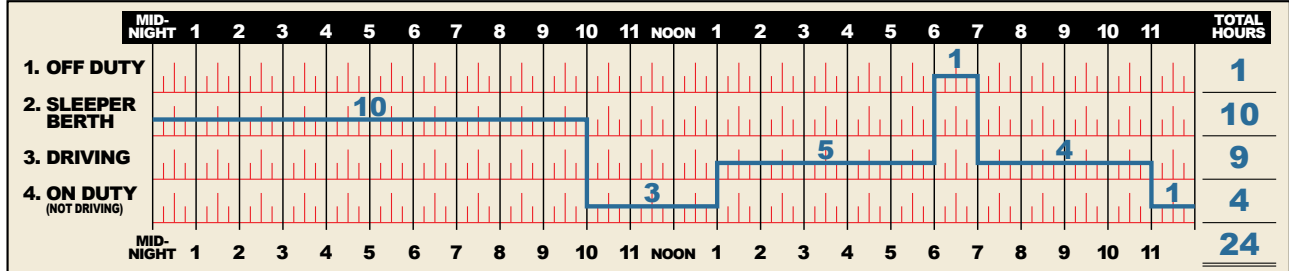 MID-NIGHT 1 2 3 4 5 6 7 8 9 10 11 NOON 1 2 3 4 5 6 7 8 9 10 11 TOTAL HOURS
1. OFF DUTY 1 1
2. SLEEPER BERTH 10 10
3. DRIVING 5 4 9
4. ON DUTY (NOT DRIVING) 3 1 4
MID-NIGHT 1 2 3 4 5 6 7 8 9 10 11 NOON 1 2 3 4 5 6 7 8 9 10 11 24